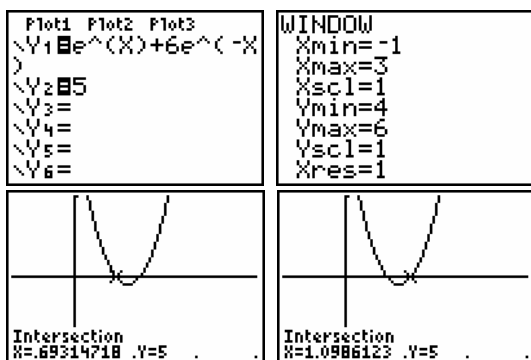 Plot1 Plot2 Plot3
\Y1=e^(X)+6e^(-X
)
\Y2=5
\Y3=
\Y4=
\Y5=
\Y6=
WINDOW
Xmin=-1
Xmax=3
Xscl=1
Ymin=4
Ymax=6
Yscl=1
Xres=1
Intersection
X=.69314718 .Y=5 . .
Intersection
X=1.0986123 .Y=5 . .